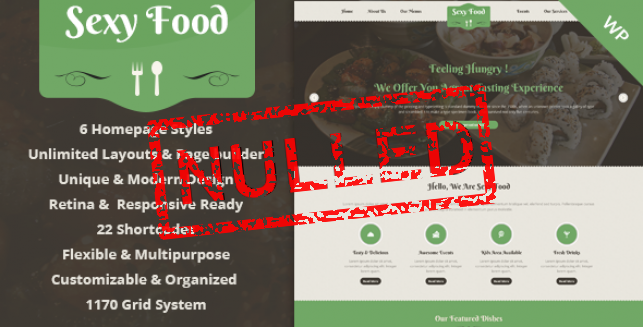 Sexy Food
6 Homepage Styles
Unlimited Layouts & Page Builder
Unique & Modern Design
Retina & Responsive Ready
22 Shortcodes
Flexible & Multipurpose
Customizable & Organized
1170 Grid System
NULLED
WP
Home About Us Our Menus Sexy Food Events Our Services
Feeling Hungry !
We Offer You A Great Tasting Experience
Hello, We Are Sexy Food
Tasty & Delicious Awesome Events Kids Area Available Fresh Drinks
Read More Read More Read More Read More
Our Featured Dishes